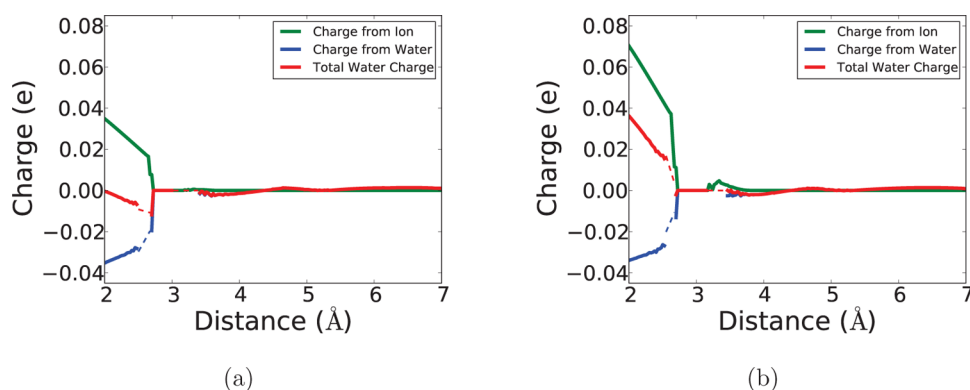 0.08
0.06
0.04
0.02
0.00
−0.02
−0.04
Charge (e)
Charge from Ion
Charge from Water
Total Water Charge
2 3 4 5 6 7
Distance (Å)
(a)
0.08
0.06
0.04
0.02
0.00
−0.02
−0.04
Charge (e)
Charge from Ion
Charge from Water
Total Water Charge
2 3 4 5 6 7
Distance (Å)
(b)